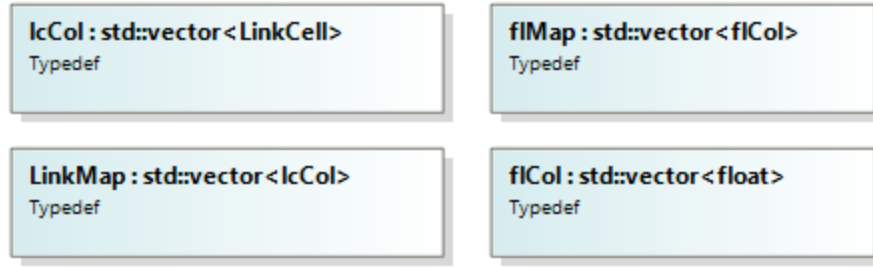 lcCol : std::vector<LinkCell>
Typedef
flMap : std::vector<flCol>
Typedef
LinkMap : std::vector<lcCol>
Typedef
flCol : std::vector<float>
Typedef